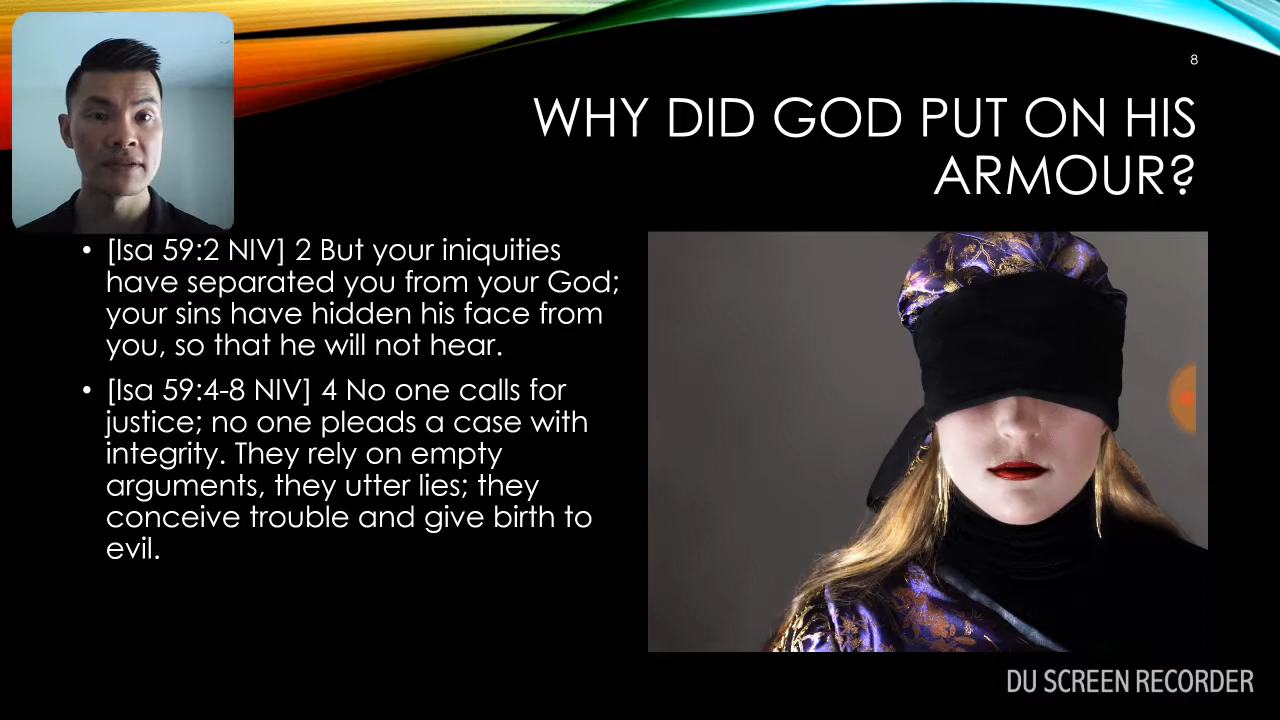 8
WHY DID GOD PUT ON HIS
ARMOUR?
• [Isa 59:2 NIV] 2 But your iniquities
have separated you from your God;
your sins have hidden his face from
you, so that he will not hear.
• [Isa 59:4-8 NIV] 4 No one calls for
justice; no one pleads a case with
integrity. They rely on empty
arguments, they utter lies; they
conceive trouble and give birth to
evil.
DU SCREEN RECORDER